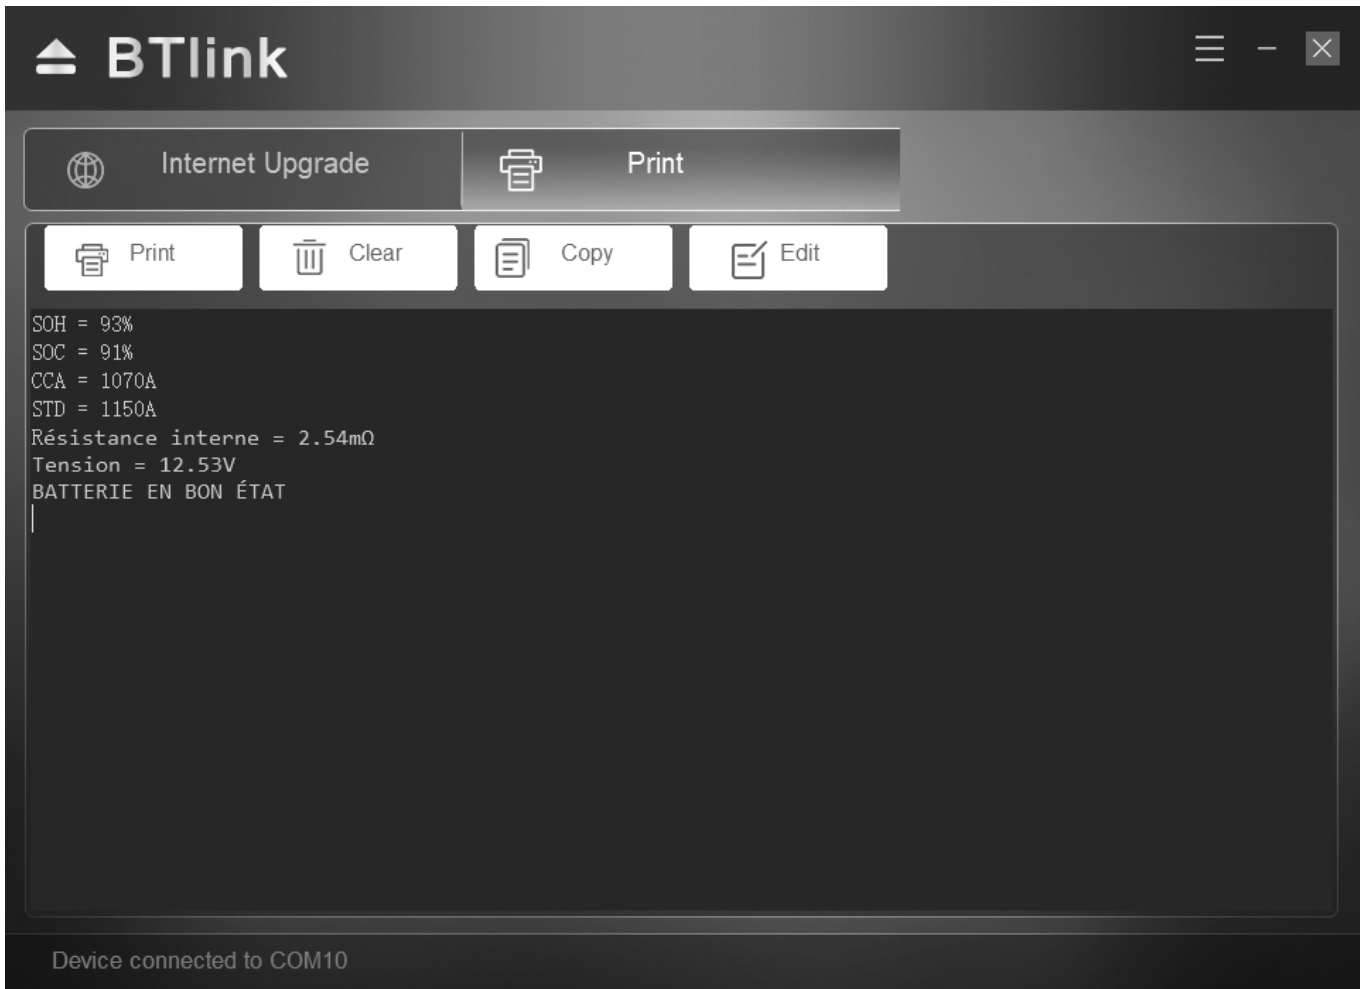 BTlink
Internet Upgrade
Print
Print
Clear
Copy
Edit
SOH = 93%
SOC = 91%
CCA = 1070A
STD = 1150A
Résistance interne = 2.54mΩ
Tension = 12.53V
BATTERIE EN BON ÉTAT
Device connected to COM10